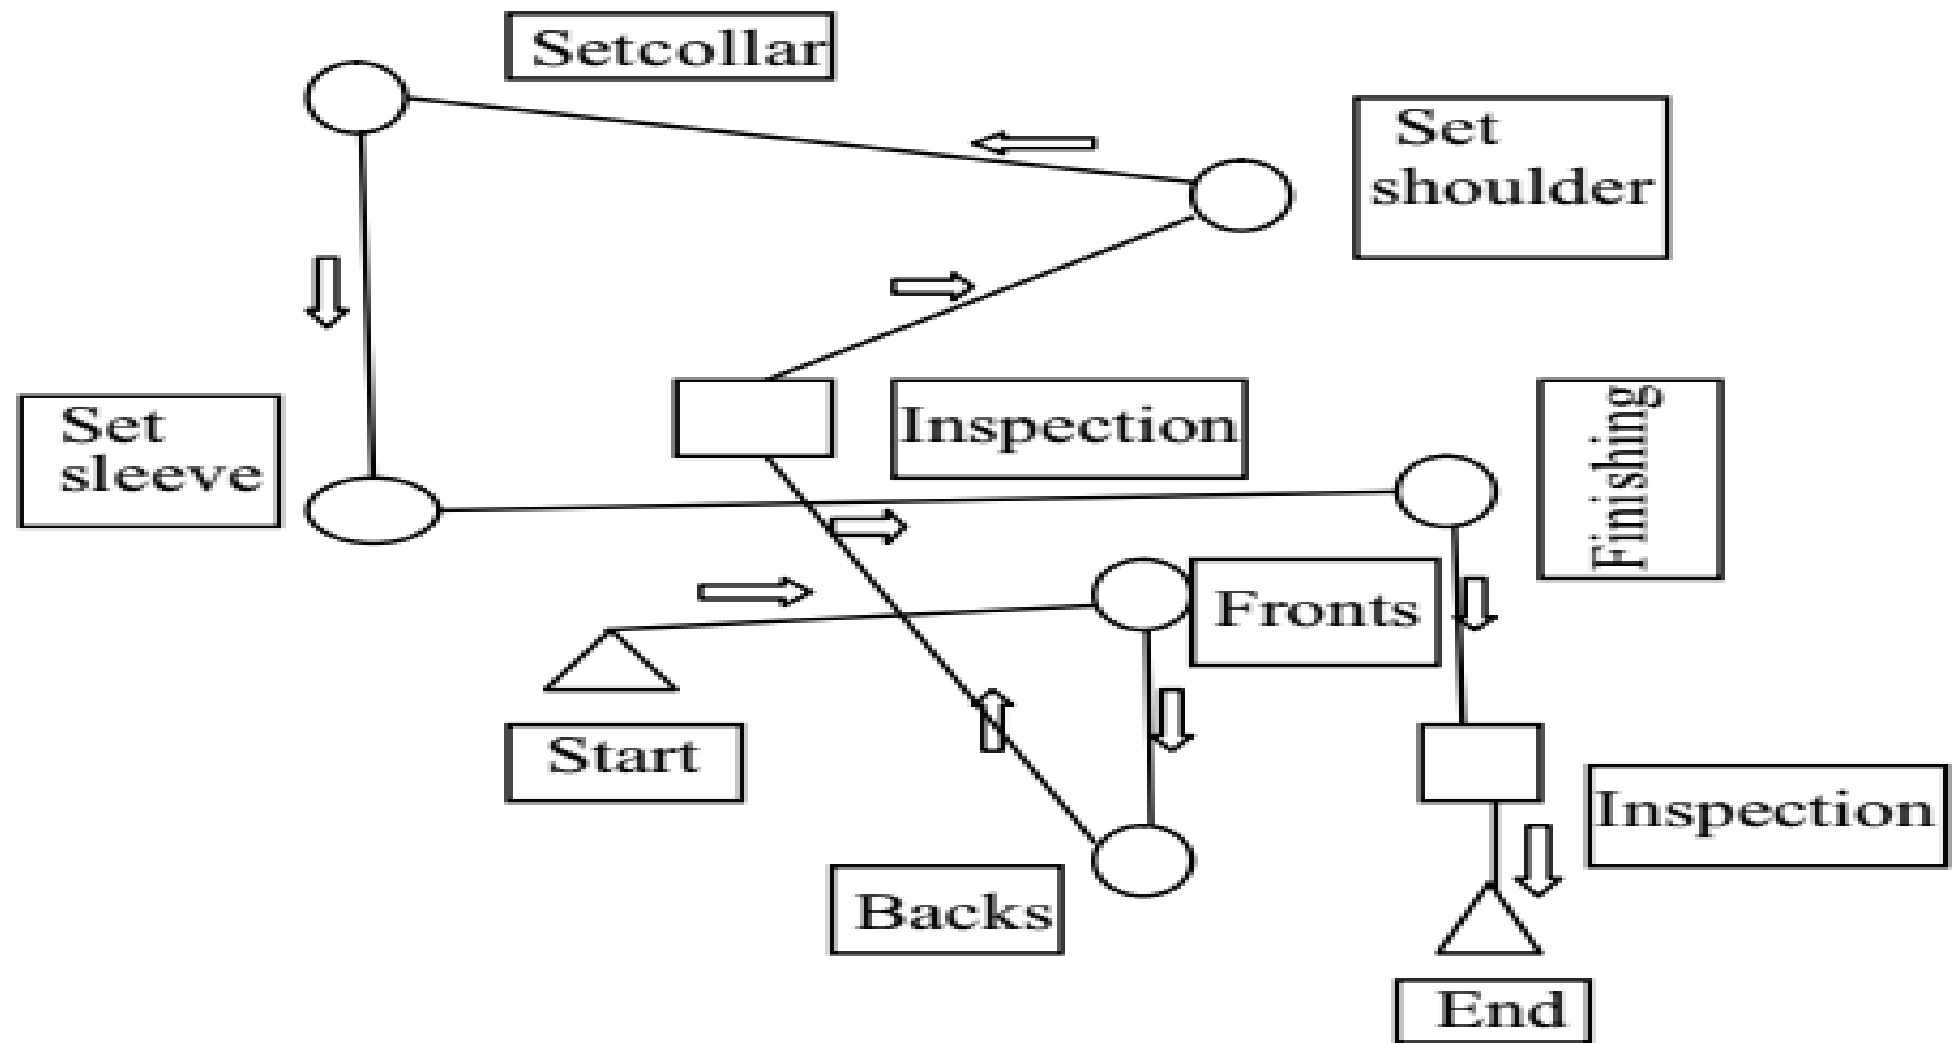 Setcollar
Set
shoulder
Set
sleeve
Inspection
Finishing
Fronts
Start
Inspection
Backs
End